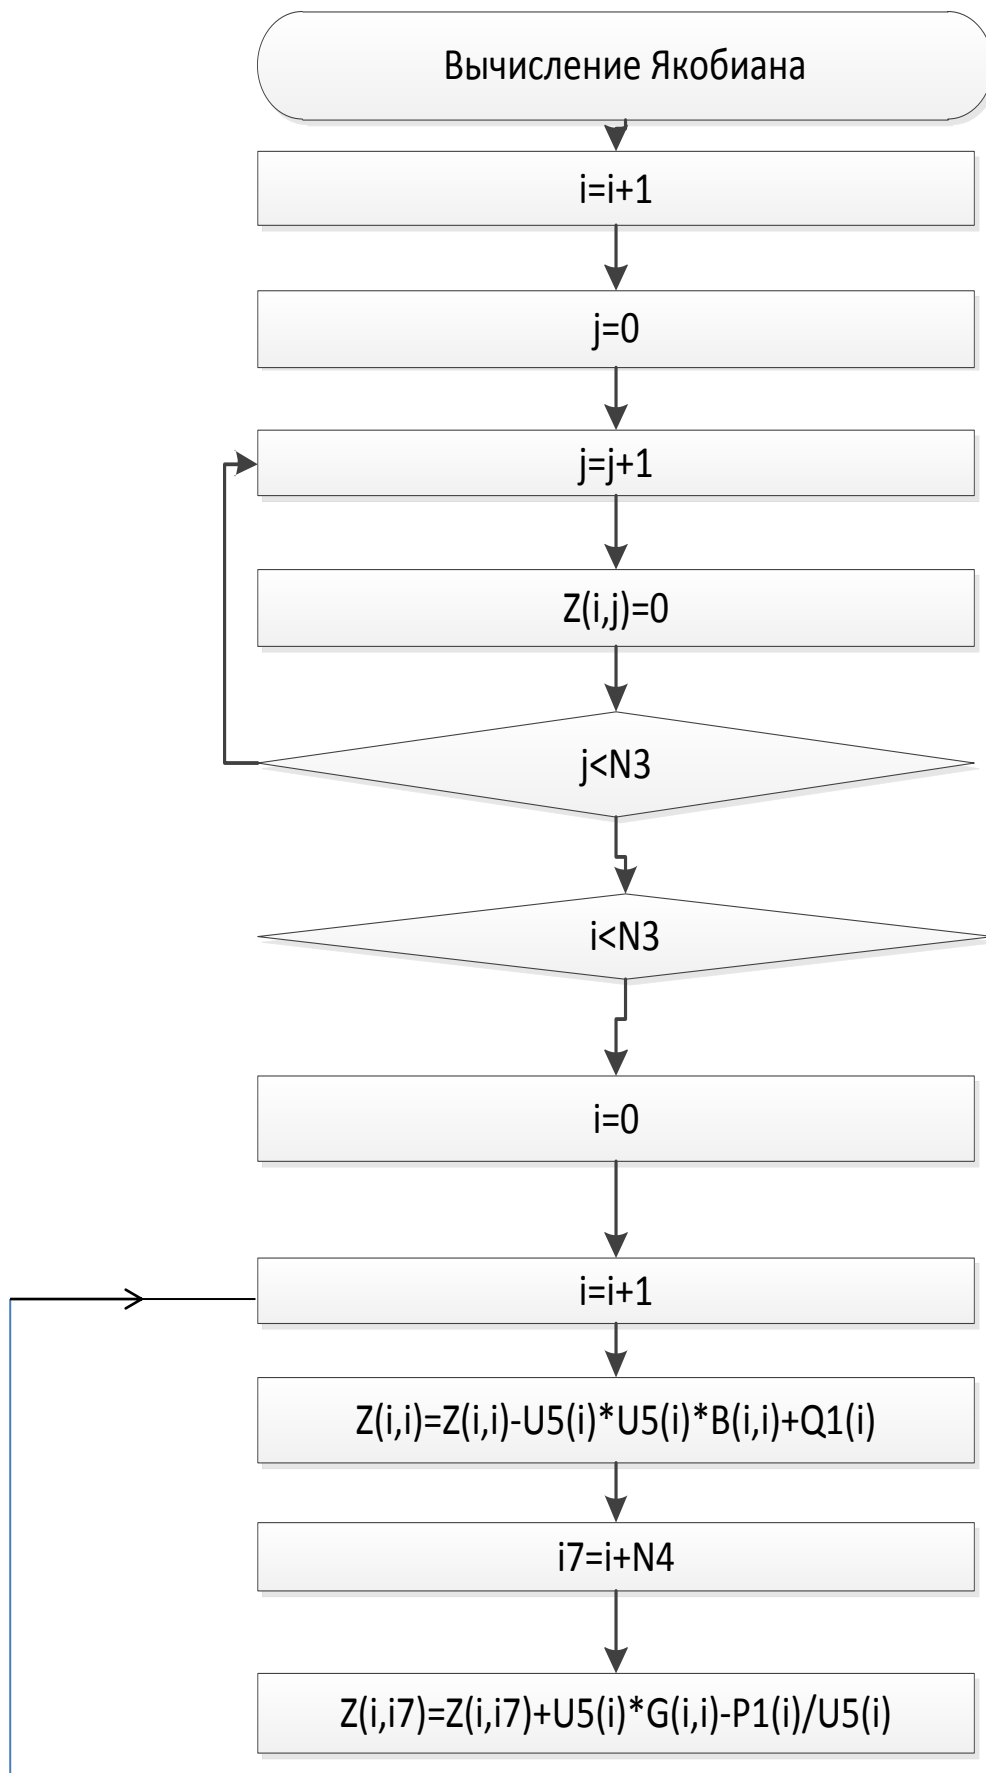 Вычисление Якобиана
i=i+1
j=0
j=j+1
Z(i,j)=0
j<N3
i<N3
i=0
i=i+1
Z(i,i)=Z(i,i)-U5(i)*U5(i)*B(i,i)+Q1(i)
i7=i+N4
Z(i,i7)=Z(i,i7)+U5(i)*G(i,i)-P1(i)/U5(i)